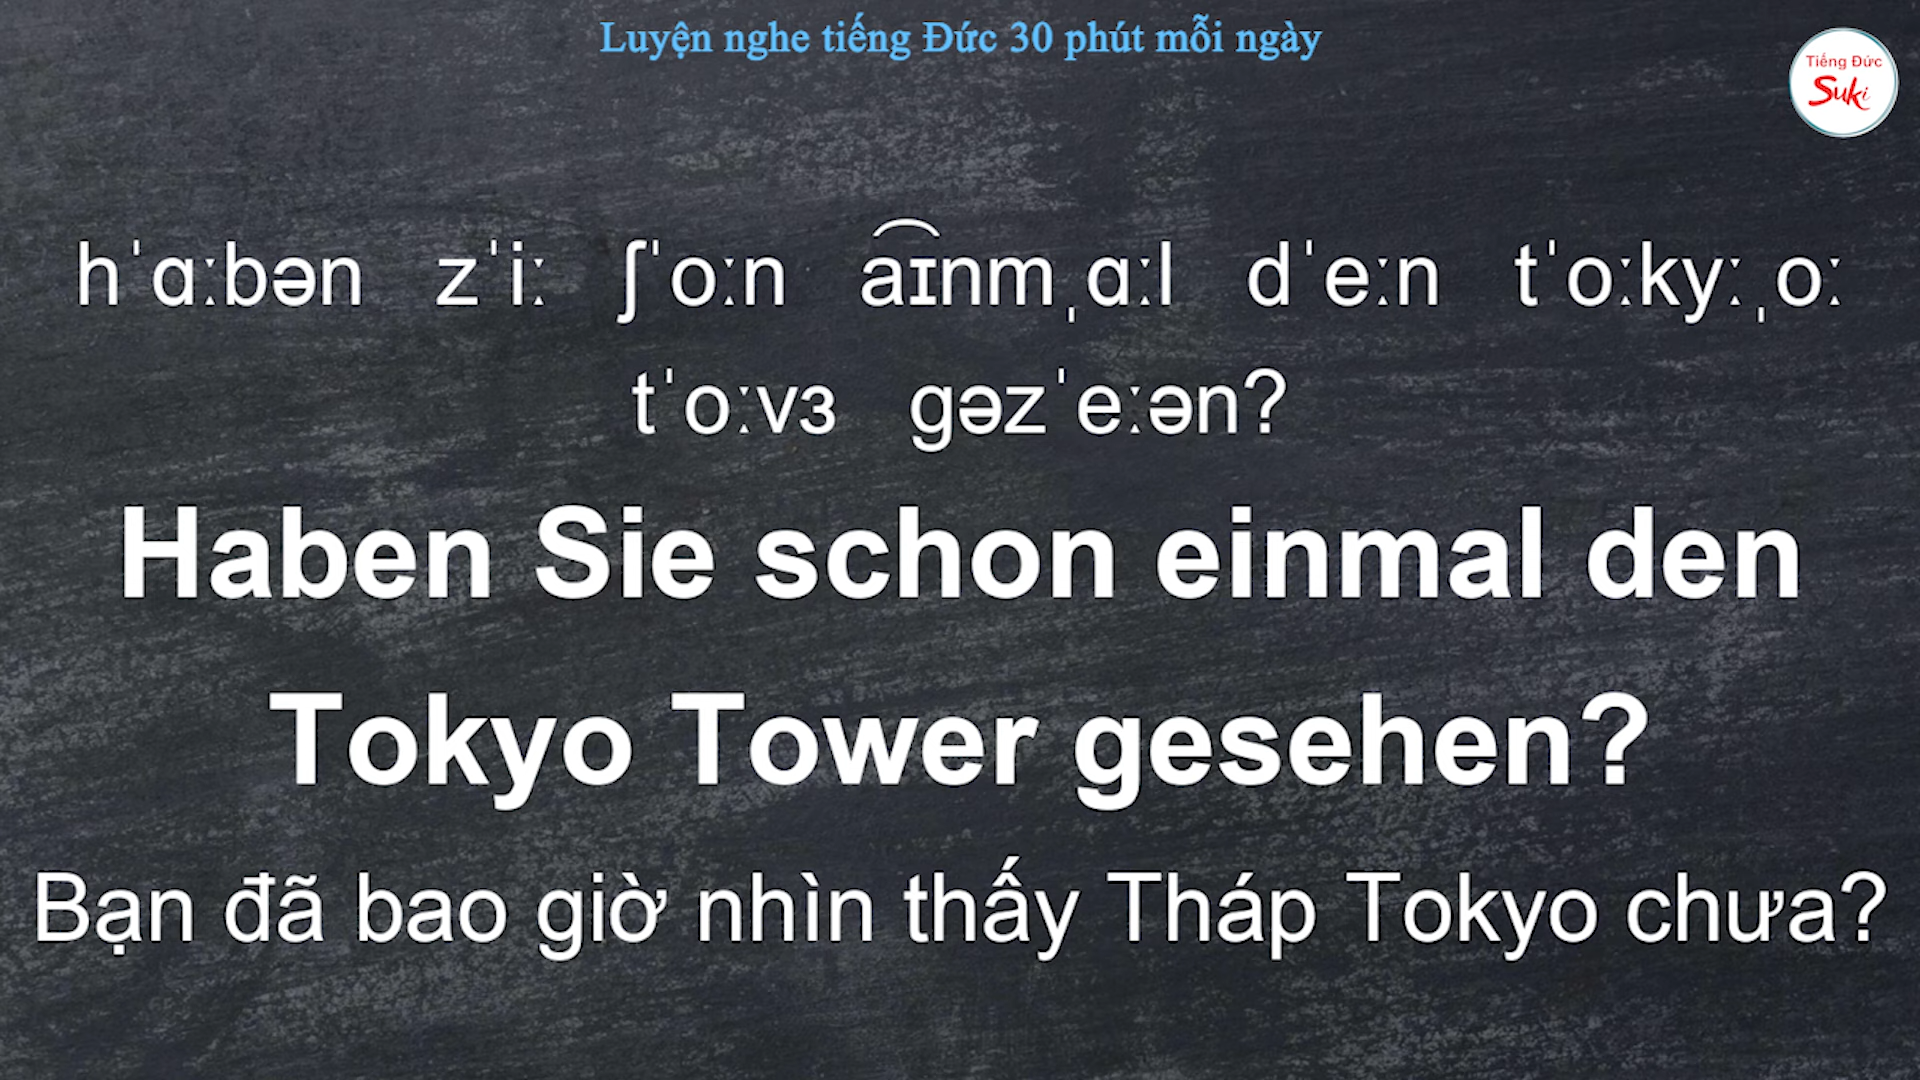 Luyện nghe tiếng Đức 30 phút mỗi ngày
Tiếng Đức
Suki
hˈɑːbən zˈiː ʃˈoːn a͡ɪnmˌɑːl dˈeːn tˈoːkyːˌoː
tˈoːvɜ gəzˈeːən?
Haben Sie schon einmal den
Tokyo Tower gesehen?
Bạn đã bao giờ nhìn thấy Tháp Tokyo chưa?